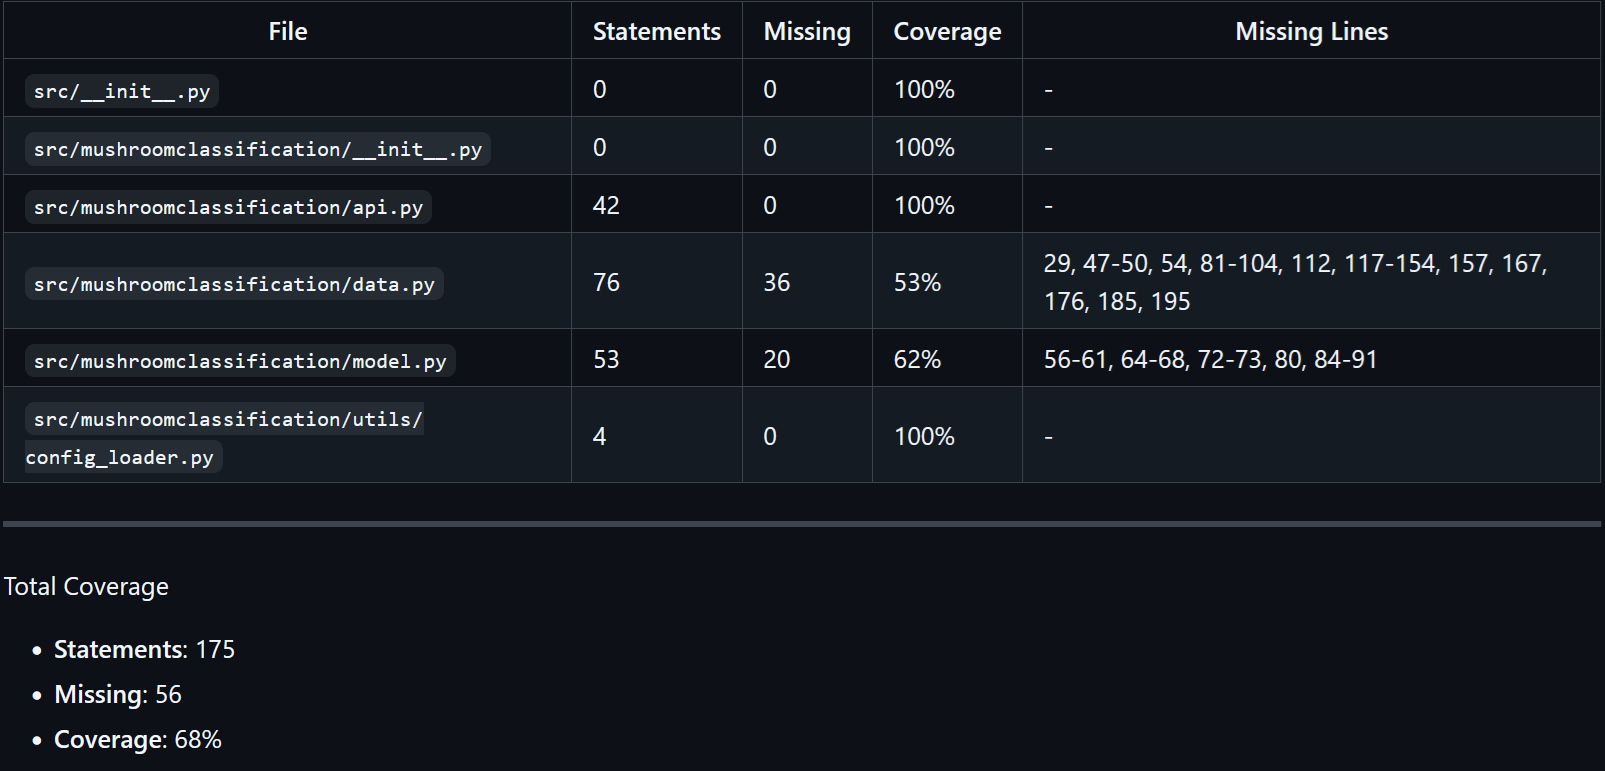 File Statements Missing Coverage Missing Lines
src/__init__.py 0 0 100% -
src/mushroomclassification/__init__.py 0 0 100% -
src/mushroomclassification/api.py 42 0 100% -
src/mushroomclassification/data.py 76 36 53% 29, 47-50, 54, 81-104, 112, 117-154, 157, 167,
176, 185, 195
src/mushroomclassification/model.py 53 20 62% 56-61, 64-68, 72-73, 80, 84-91
src/mushroomclassification/utils/
config_loader.py 4 0 100% -
Total Coverage
• Statements: 175
• Missing: 56
• Coverage: 68%